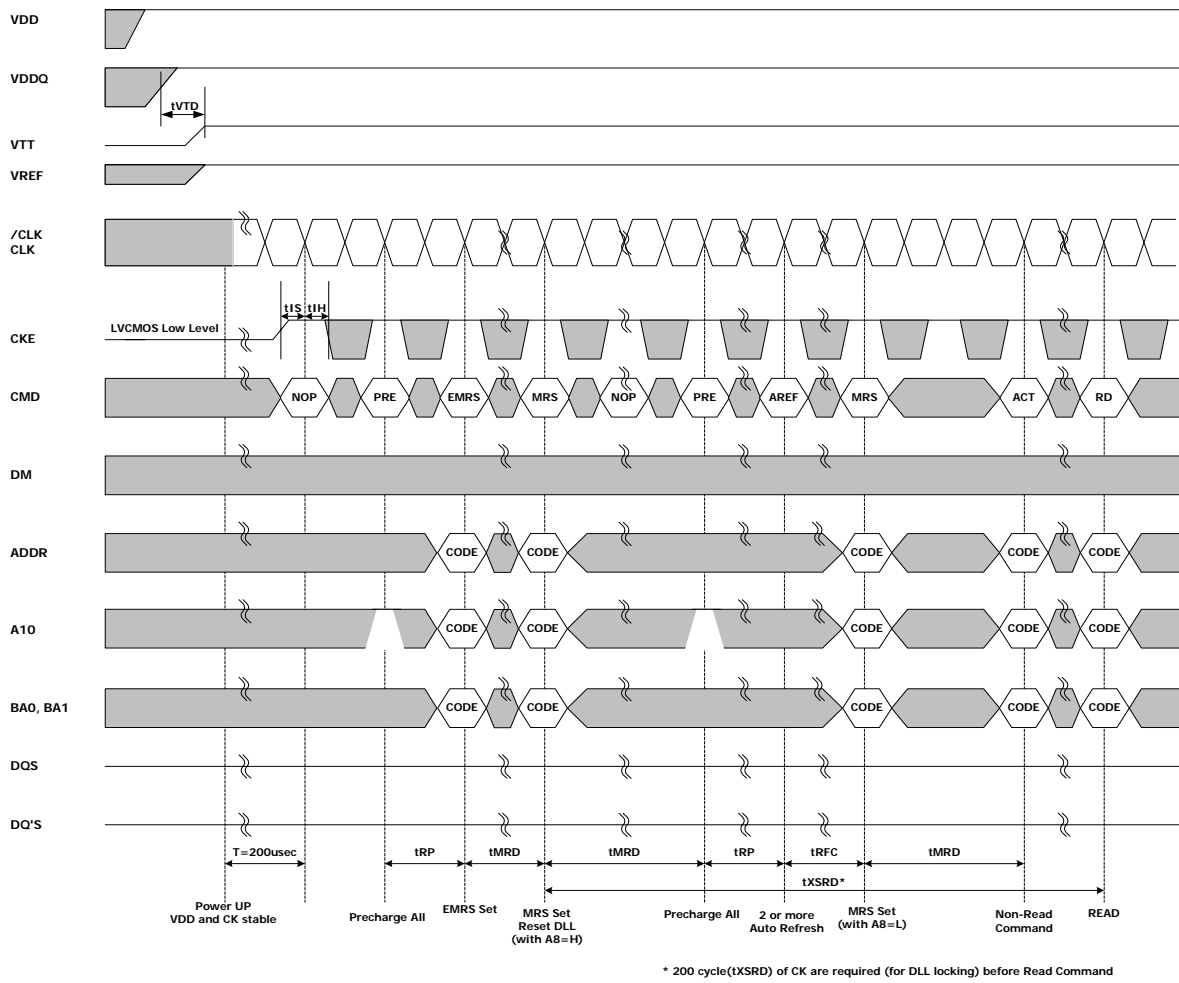 VDD
VDDQ
tVTD
VTT
VREF
/CLK
CLK
tIS tIH
CKE
LVCMOS Low Level
CMD
NOP PRE EMRS MRS NOP PRE AREF MRS ACT RD
DM
ADDR
CODE CODE CODE CODE CODE
A10
CODE CODE CODE CODE CODE
BA0, BA1
CODE CODE CODE CODE CODE
DQS
DQ'S
T=200usec tRP tMRD tMRD tRP tRFC tMRD
tXSRD*
Power UP
VDD and CK stable
Precharge All
EMRS Set
MRS Set
Reset DLL
(with A8=H)
Precharge All
2 or more
Auto Refresh
MRS Set
(with A8=L)
Non-Read
Command
READ
* 200 cycle(tXSRD) of CK are required (for DLL locking) before Read Command